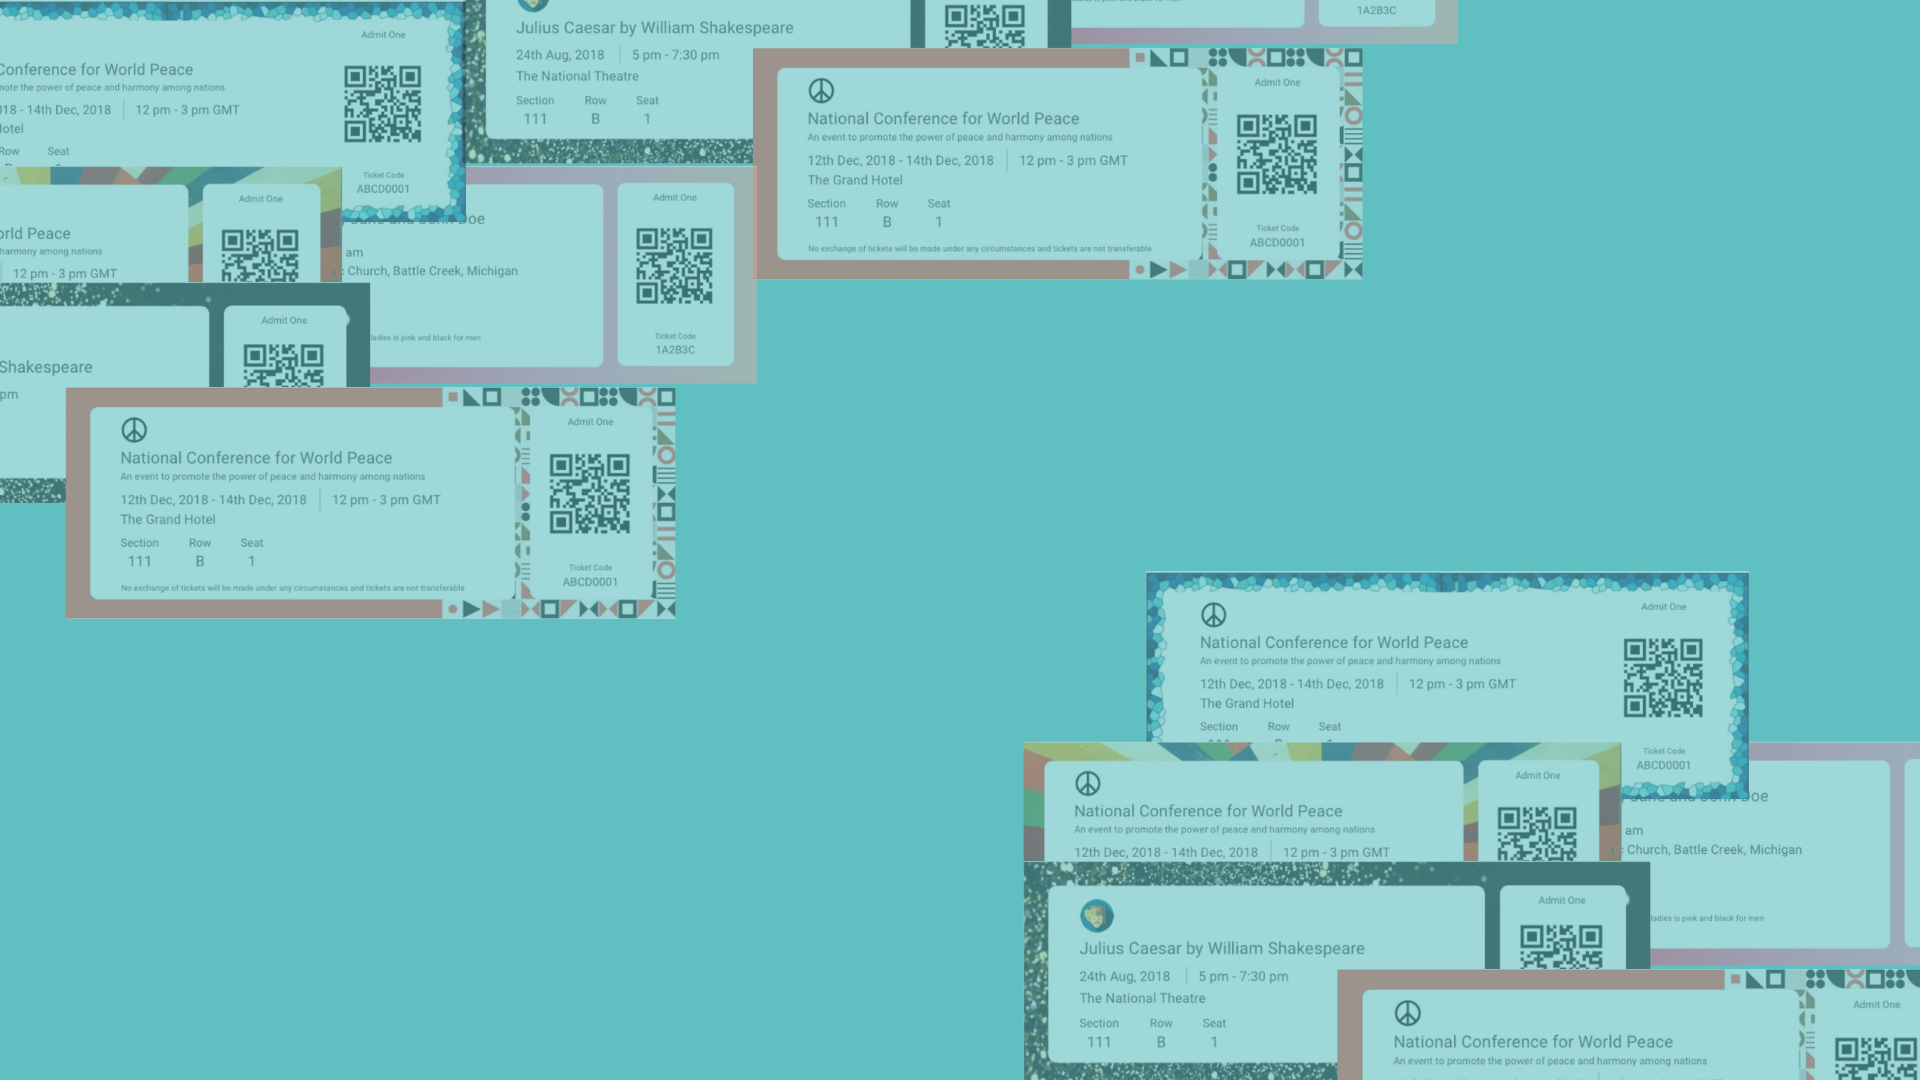 Admit One
Conference for World Peace
note the power of peace and harmony among nations
018 - 14th Dec, 2018 12 pm - 3 pm GMT
Hotel
Row Seat
Ticket Code
ABCD0001
Julius Caesar by William Shakespeare
24th Aug, 2018 5 pm - 7:30 pm
The National Theatre
Section Row Seat
111 B 1
1A2B3C
Admit One
National Conference for World Peace
An event to promote the power of peace and harmony among nations
12th Dec, 2018 - 14th Dec, 2018 12 pm - 3 pm GMT
The Grand Hotel
Section Row Seat
111 B 1
No exchange of tickets will be made under any circumstances and tickets are not transferable
Ticket Code
ABCD0001
Admit One
orld Peace
harmony among nations
12 pm - 3 pm GMT
Admit One
Doe
am
Church, Battle Creek, Michigan
ladies is pink and black for men
Ticket Code
1A2B3C
Admit One
Shakespeare
pm
Admit One
National Conference for World Peace
An event to promote the power of peace and harmony among nations
12th Dec, 2018 - 14th Dec, 2018 12 pm - 3 pm GMT
The Grand Hotel
Section Row Seat
111 B 1
No exchange of tickets will be made under any circumstances and tickets are not transferable
Ticket Code
ABCD0001
Admit One
National Conference for World Peace
An event to promote the power of peace and harmony among nations
12th Dec, 2018 - 14th Dec, 2018 12 pm - 3 pm GMT
The Grand Hotel
Section Row Seat
Ticket Code
ABCD0001
Admit One
National Conference for World Peace
An event to promote the power of peace and harmony among nations
12th Dec, 2018 - 14th Dec, 2018 12 pm - 3 pm GMT
Doe
am
Church, Battle Creek, Michigan
ladies is pink and black for men
Admit One
Julius Caesar by William Shakespeare
24th Aug, 2018 5 pm - 7:30 pm
The National Theatre
Section Row Seat
111 B 1
Admit One
National Conference for World Peace
An event to promote the power of peace and harmony among nations